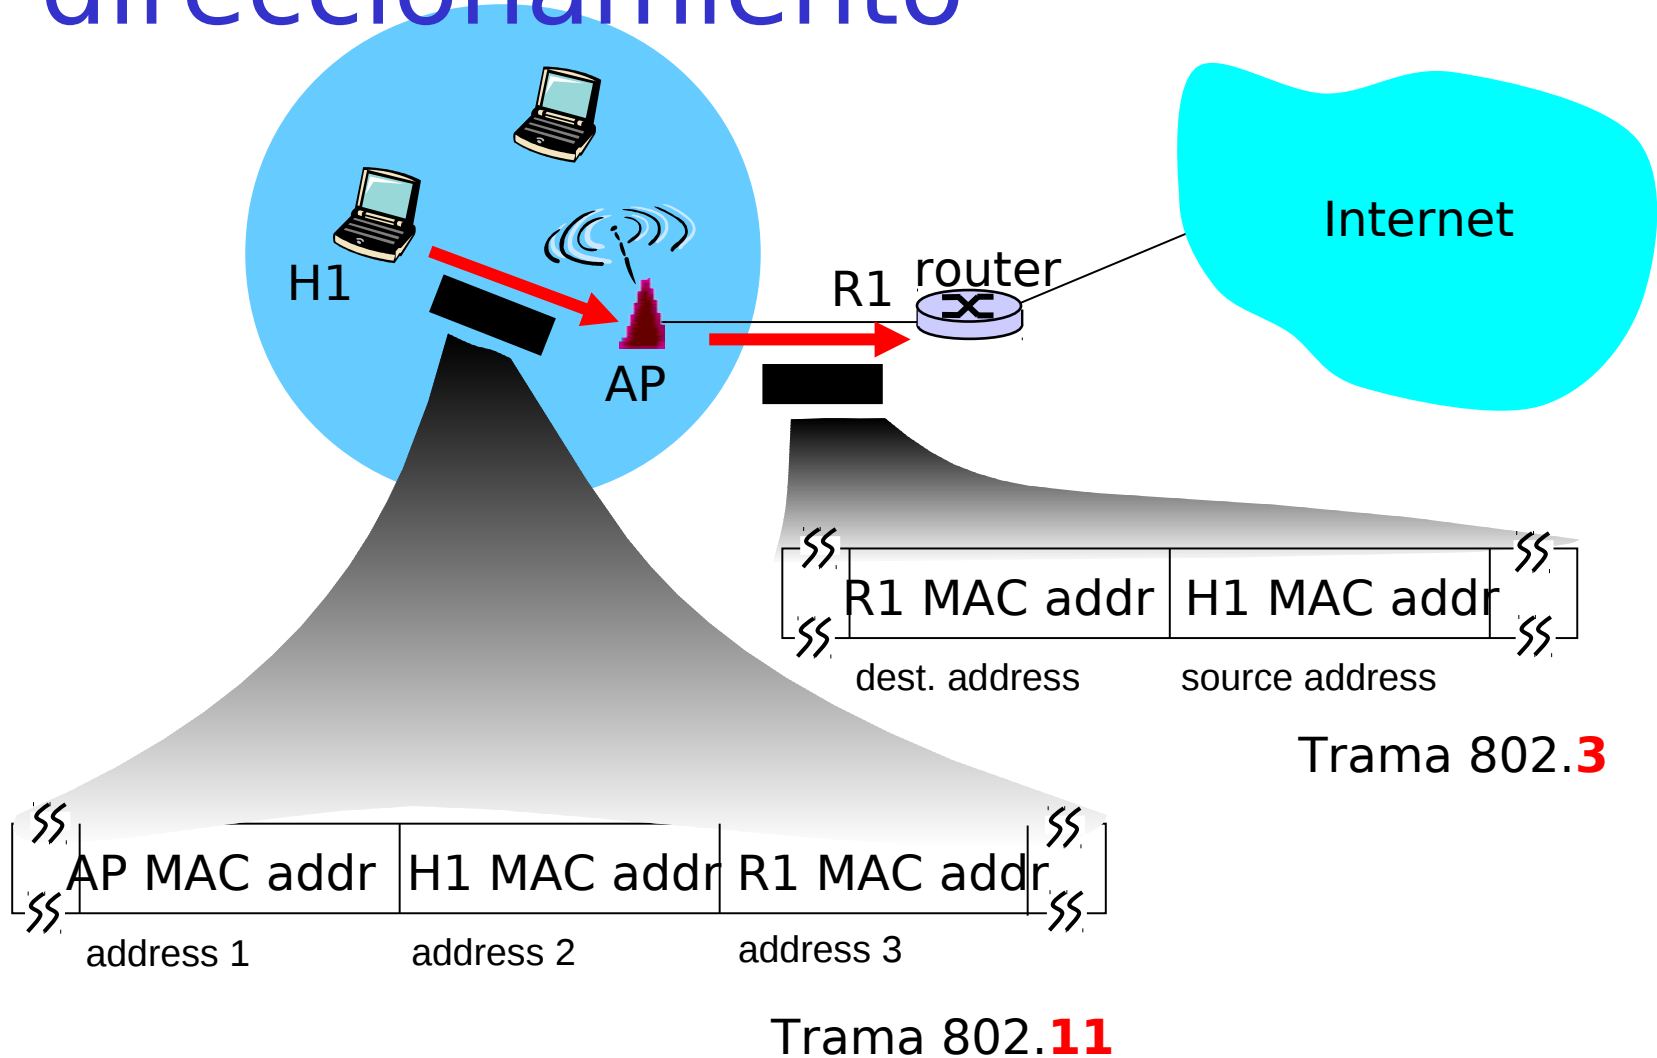 direccionamiento
Internet
router
H1
R1
AP
R1 MAC addr H1 MAC addr
dest. address source address
Trama 802.3
AP MAC addr H1 MAC addr R1 MAC addr
address 1 address 2 address 3
Trama 802.11